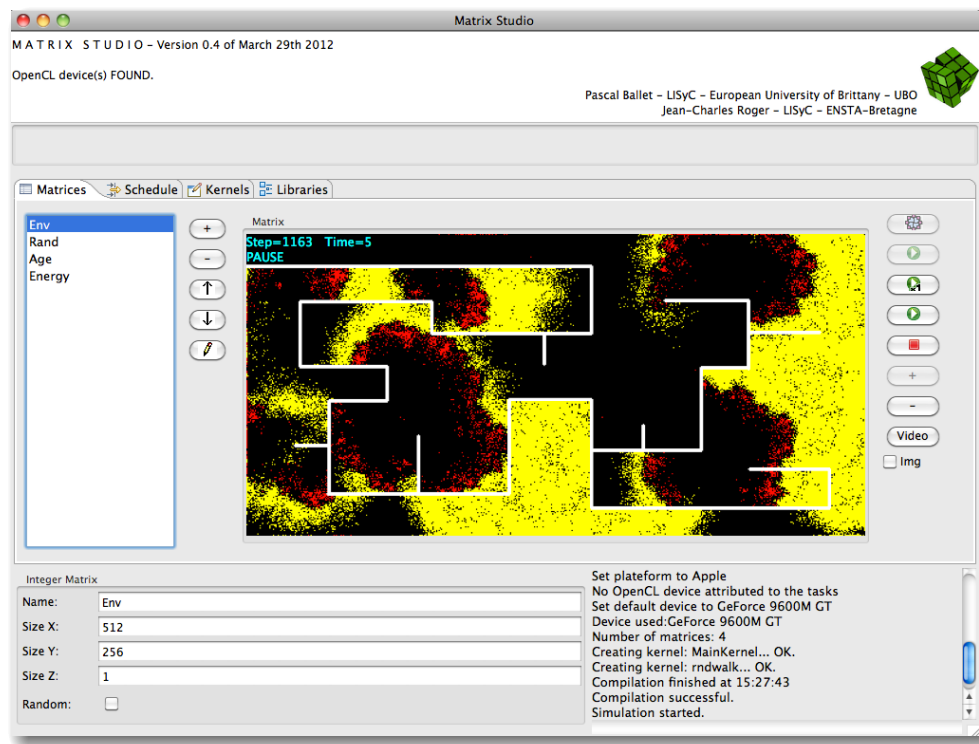 Matrix Studio
M A T R I X  S T U D I O - Version 0.4 of March 29th 2012
OpenCL device(s) FOUND.
Pascal Ballet - LISyC - European University of Brittany - UBO
Jean-Charles Roger - LISyC - ENSTA-Bretagne
Matrices Schedule Kernels Libraries
Env
Rand
Age
Energy
+
-
↑
↓
Matrix
Step=1163 Time=5
PAUSE
+
-
Video
Img
Integer Matrix
Name: Env
Size X: 512
Size Y: 256
Size Z: 1
Random:
Set plateform to Apple
No OpenCL device attributed to the tasks
Set default device to GeForce 9600M GT
Device used:GeForce 9600M GT
Number of matrices: 4
Creating kernel: MainKernel... OK.
Creating kernel: rndwalk... OK.
Compilation finished at 15:27:43
Compilation successful.
Simulation started.